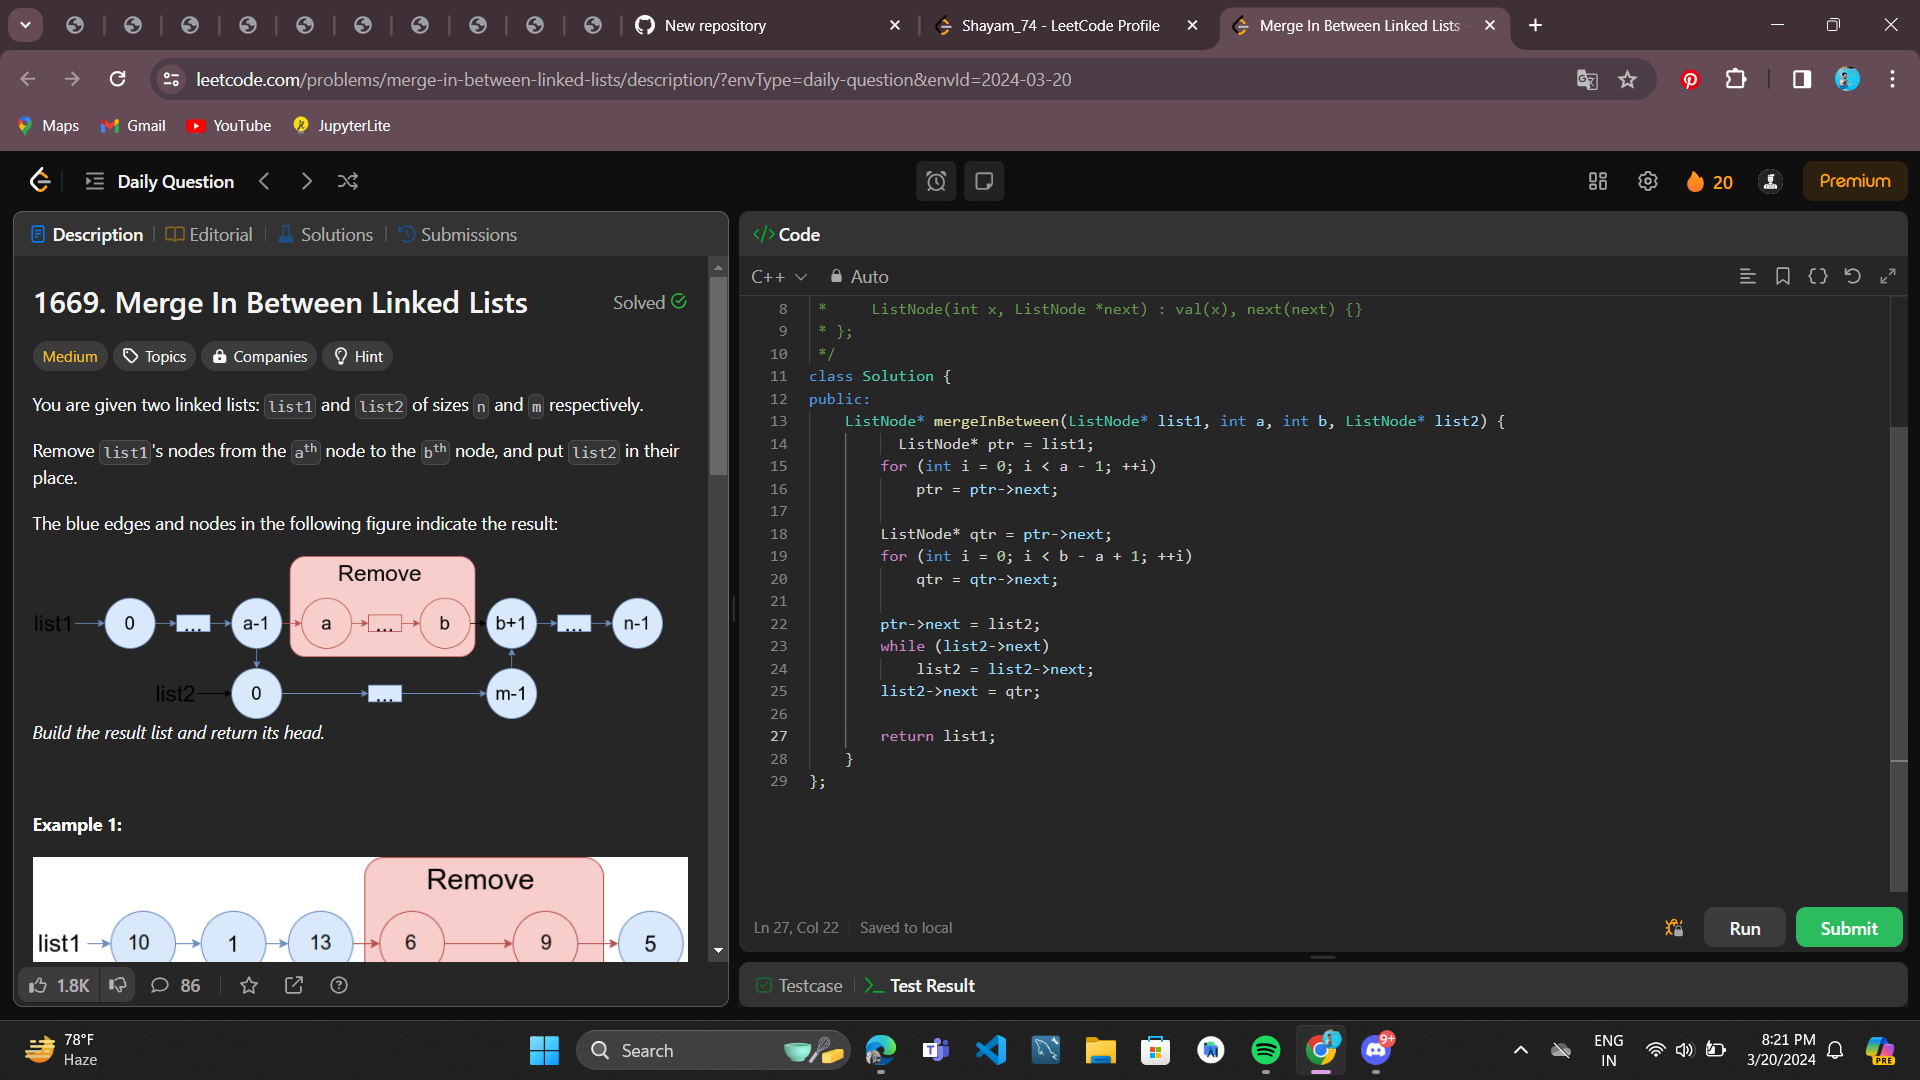 New repository
Shayam_74 - LeetCode Profile
Merge In Between Linked Lists -
leetcode.com/problems/merge-in-between-linked-lists/description/?envType=daily-question&envId=2024-03-20
Maps
Gmail
YouTube
JupyterLite
Daily Question
20
Premium
Description
Editorial
Solutions
Submissions
1669. Merge In Between Linked Lists
Solved
Medium
Topics
Companies
Hint
You are given two linked lists: list1 and list2 of sizes n and m respectively.
Remove list1's nodes from the ath node to the bth node, and put list2 in their
place.
The blue edges and nodes in the following figure indicate the result:
Remove
list1 0 ... a-1 a ... b b+1 ... n-1
list2 0 ... m-1
Build the result list and return its head.
Example 1:
Remove
list1 10 1 13 6 9 5
1.8K
86
Code
C++
Auto
8 * ListNode(int x, ListNode *next) : val(x), next(next) {}
9 * };
10 */
11 class Solution {
12 public:
13 ListNode* mergeInBetween(ListNode* list1, int a, int b, ListNode* list2) {
14 ListNode* ptr = list1;
15 for (int i = 0; i < a - 1; ++i)
16 ptr = ptr->next;
17
18 ListNode* qtr = ptr->next;
19 for (int i = 0; i < b - a + 1; ++i)
20 qtr = qtr->next;
21
22 ptr->next = list2;
23 while (list2->next)
24 list2 = list2->next;
25 list2->next = qtr;
26
27 return list1;
28 }
29 };
Ln 27, Col 22
Saved to local
Run
Submit
Testcase
Test Result
78°F
Haze
Search
9+
ENG
IN
8:21 PM
3/20/2024
PRE